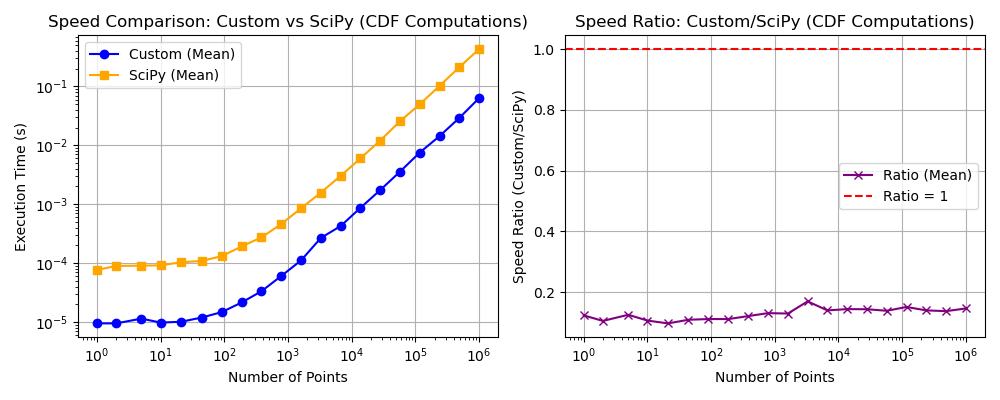 Speed Comparison: Custom vs SciPy (CDF Computations)
Execution Time (s)
10⁻¹
10⁻²
10⁻³
10⁻⁴
10⁻⁵
Custom (Mean)
SciPy (Mean)
10⁰ 10¹ 10² 10³ 10⁴ 10⁵ 10⁶
Number of Points
Speed Ratio: Custom/SciPy (CDF Computations)
Speed Ratio (Custom/SciPy)
1.0
0.8
0.6
0.4
0.2
Ratio (Mean)
Ratio = 1
10⁰ 10¹ 10² 10³ 10⁴ 10⁵ 10⁶
Number of Points